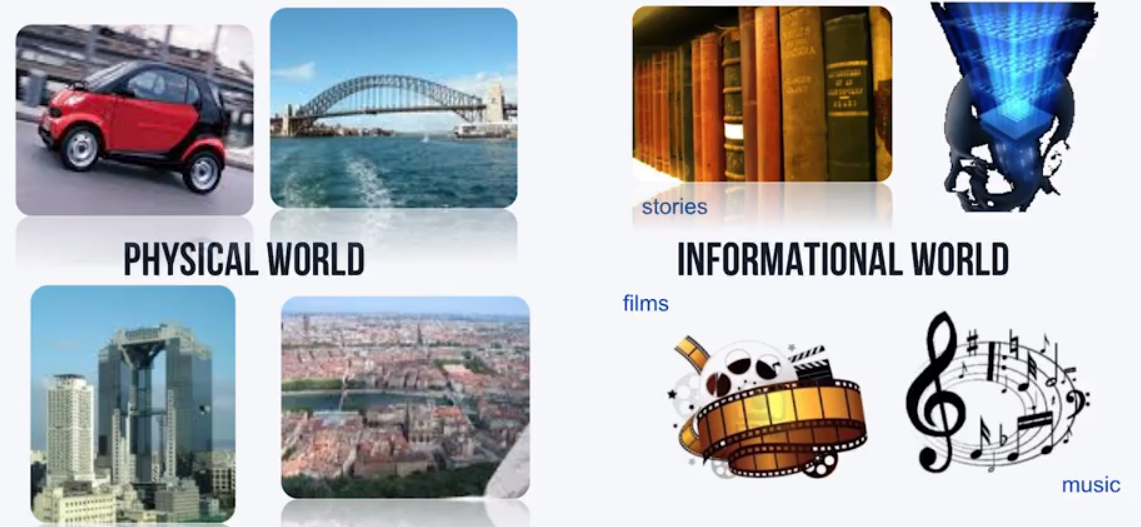 stories
PHYSICAL WORLD
INFORMATIONAL WORLD
films
music